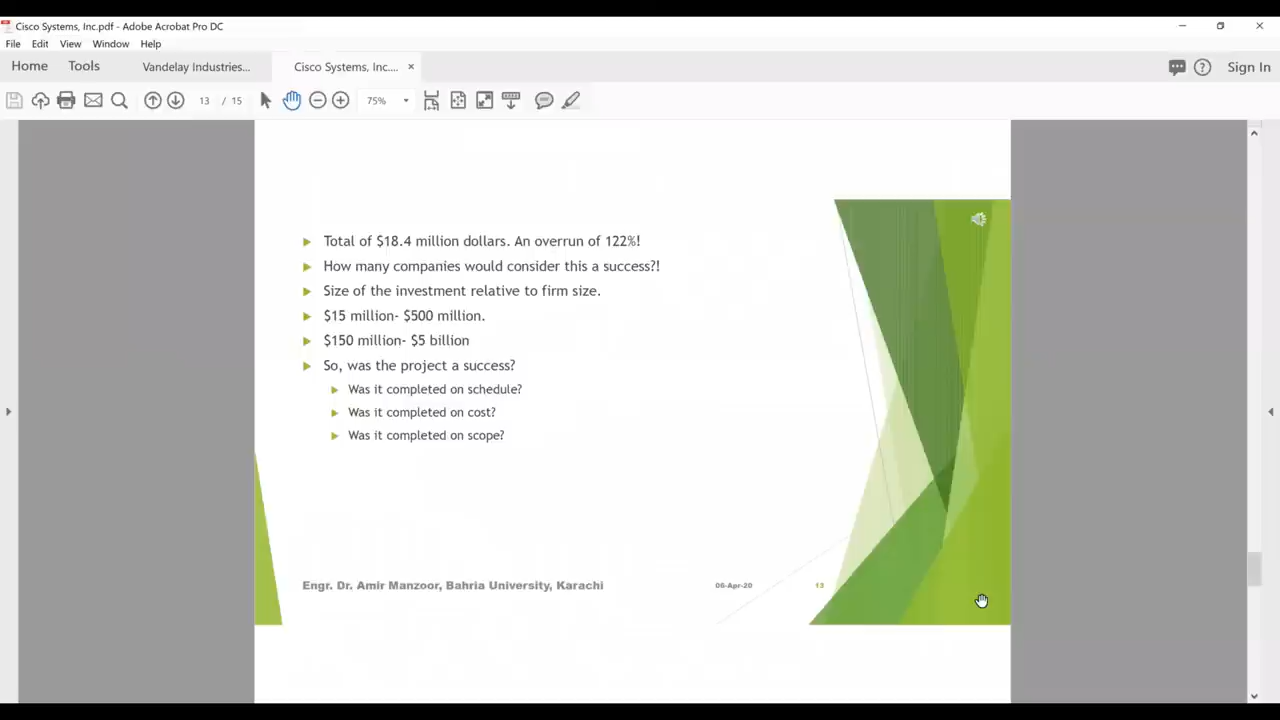 Cisco Systems, Inc.pdf - Adobe Acrobat Pro DC
File Edit View Window Help
Home Tools Vandelay Industries... Cisco Systems, Inc.... × Sign In
13 / 15 75%
Total of $18.4 million dollars. An overrun of 122%!
How many companies would consider this a success?!
Size of the investment relative to firm size.
$15 million- $500 million.
$150 million- $5 billion
So, was the project a success?
Was it completed on schedule?
Was it completed on cost?
Was it completed on scope?
Engr. Dr. Amir Manzoor, Bahria University, Karachi 06-Apr-20 13